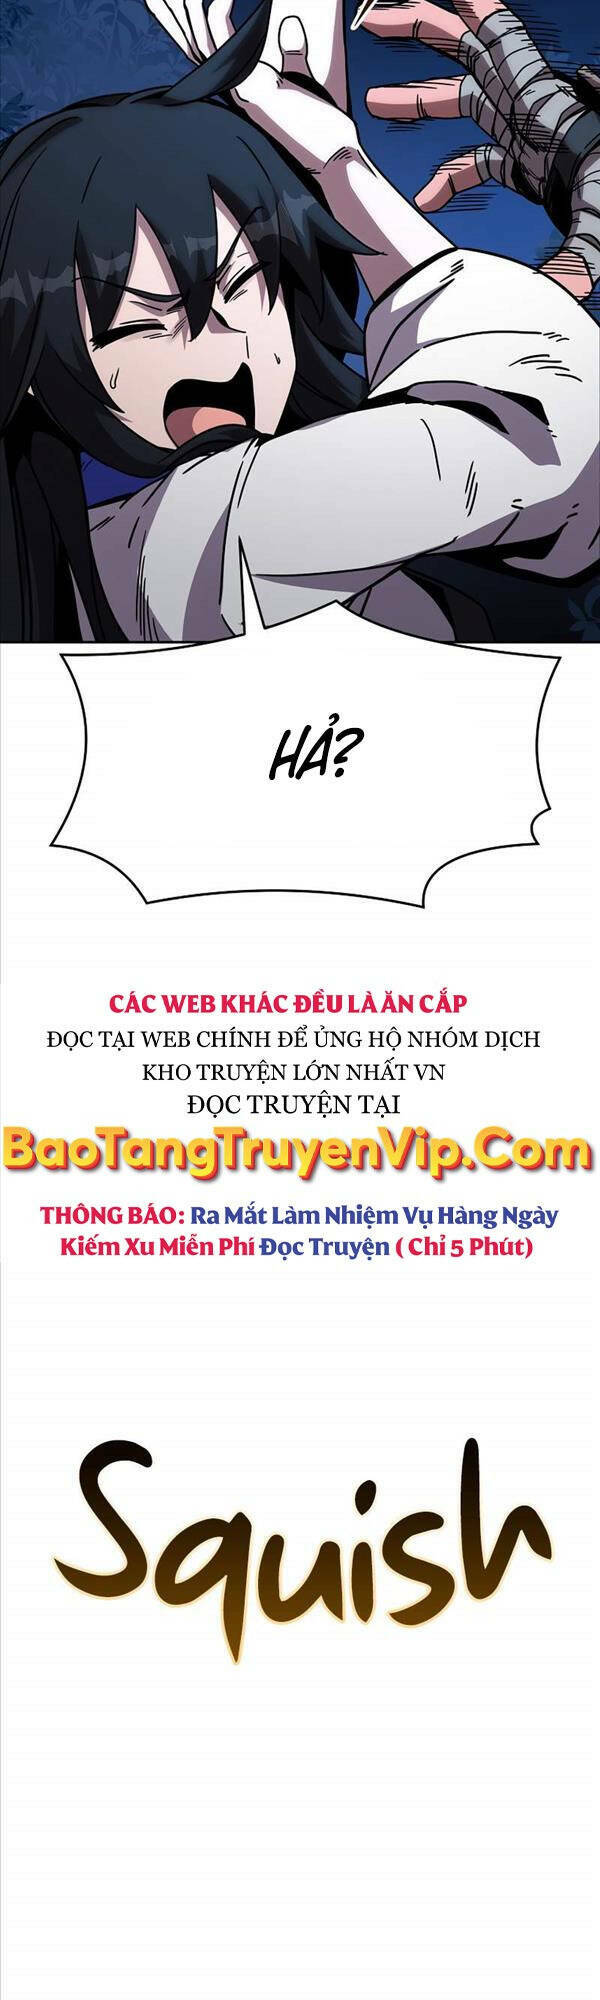 HẢ?
CÁC WEB KHÁC ĐỀU LÀ ĂN CẮP
ĐỌC TẠI WEB CHÍNH ĐỂ ỦNG HỘ NHÓM DỊCH
KHO TRUYỆN LỚN NHẤT VN
ĐỌC TRUYỆN TẠI
BaoTangTruyenVip.Com
THÔNG BÁO: Ra Mắt Làm Nhiệm Vụ Hàng Ngày
Kiếm Xu Miễn Phí Đọc Truyện ( Chỉ 5 Phút)
Squish